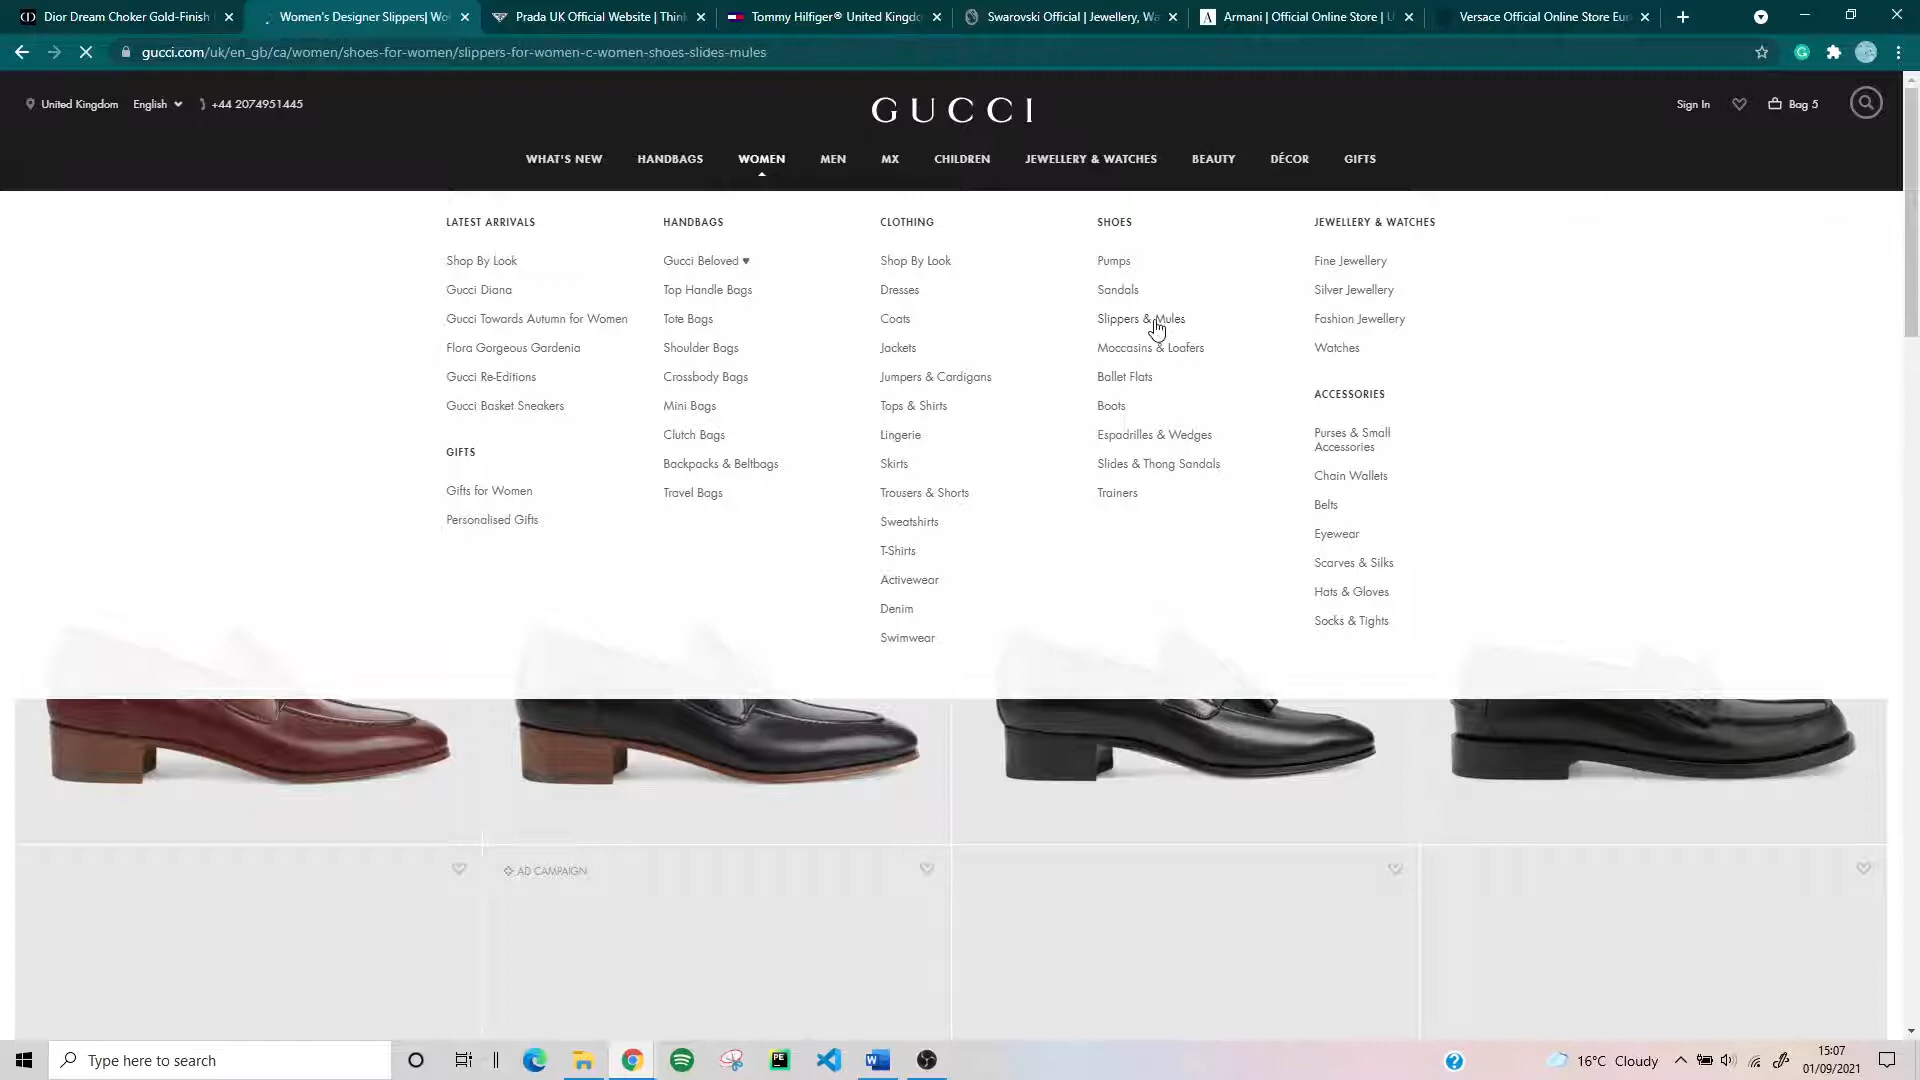 Dior Dream Choker Gold-Finish
Women's Designer Slippers| Wo
Prada UK Official Website | Thin
Tommy Hilfiger® United Kingdo
Swarovski Official | Jewellery, Wa
Armani | Official Online Store | U
Versace Official Online Store Eur
gucci.com/uk/en_gb/ca/women/shoes-for-women/slippers-for-women-c-women-shoes-slides-mules
United Kingdom English +44 2074951445
GUCCI
Sign In Bag 5
WHAT'S NEW HANDBAGS WOMEN MEN MX CHILDREN JEWELLERY & WATCHES BEAUTY DÉCOR GIFTS
LATEST ARRIVALS
Shop By Look
Gucci Diana
Gucci Towards Autumn for Women
Flora Gorgeous Gardenia
Gucci Re-Editions
Gucci Basket Sneakers
GIFTS
Gifts for Women
Personalised Gifts
HANDBAGS
Gucci Beloved ♥
Top Handle Bags
Tote Bags
Shoulder Bags
Crossbody Bags
Mini Bags
Clutch Bags
Backpacks & Beltbags
Travel Bags
CLOTHING
Shop By Look
Dresses
Coats
Jackets
Jumpers & Cardigans
Tops & Shirts
Lingerie
Skirts
Trousers & Shorts
Sweatshirts
T-Shirts
Activewear
Denim
Swimwear
SHOES
Pumps
Sandals
Slippers & Mules
Moccasins & Loafers
Ballet Flats
Boots
Espadrilles & Wedges
Slides & Thong Sandals
Trainers
JEWELLERY & WATCHES
Fine Jewellery
Silver Jewellery
Fashion Jewellery
Watches
ACCESSORIES
Purses & Small
Accessories
Chain Wallets
Belts
Eyewear
Scarves & Silks
Hats & Gloves
Socks & Tights
AD CAMPAIGN
Type here to search
16°C Cloudy
15:07
01/09/2021